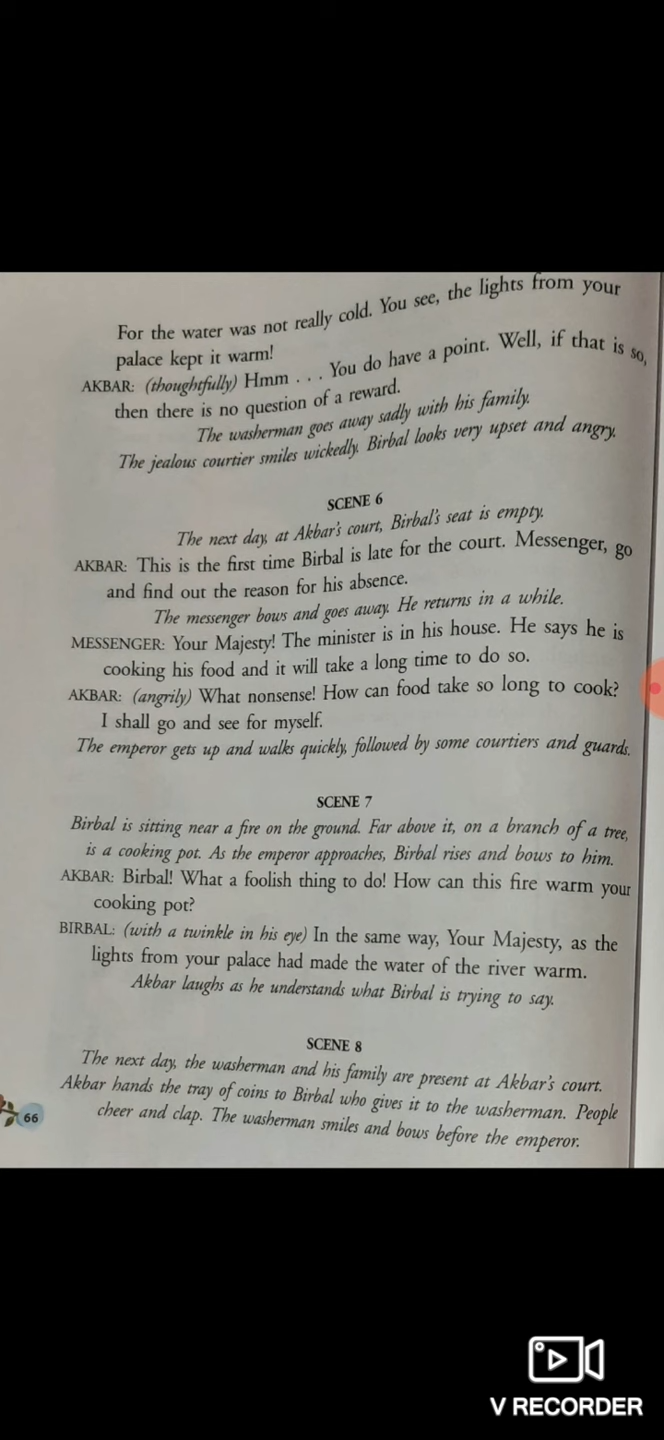 For the water was not really cold. You see, the lights from your
palace kept it warm!
AKBAR: (thoughtfully) Hmm . . . You do have a point. Well, if that is so,
then there is no question of a reward.
The washerman goes away sadly with his family.
The jealous courtier smiles wickedly. Birbal looks very upset and angry.
SCENE 6
The next day, at Akbar's court, Birbal's seat is empty.
AKBAR: This is the first time Birbal is late for the court. Messenger, go
and find out the reason for his absence.
The messenger bows and goes away. He returns in a while.
MESSENGER: Your Majesty! The minister is in his house. He says he is
cooking his food and it will take a long time to do so.
AKBAR: (angrily) What nonsense! How can food take so long to cook?
I shall go and see for myself.
The emperor gets up and walks quickly, followed by some courtiers and guards.
SCENE 7
Birbal is sitting near a fire on the ground. Far above it, on a branch of a tree,
is a cooking pot. As the emperor approaches, Birbal rises and bows to him.
AKBAR: Birbal! What a foolish thing to do! How can this fire warm your
cooking pot?
BIRBAL: (with a twinkle in his eye) In the same way, Your Majesty, as the
lights from your palace had made the water of the river warm.
Akbar laughs as he understands what Birbal is trying to say.
SCENE 8
The next day, the washerman and his family are present at Akbar's court.
Akbar hands the tray of coins to Birbal who gives it to the washerman. People
cheer and clap. The washerman smiles and bows before the emperor.
66
V RECORDER